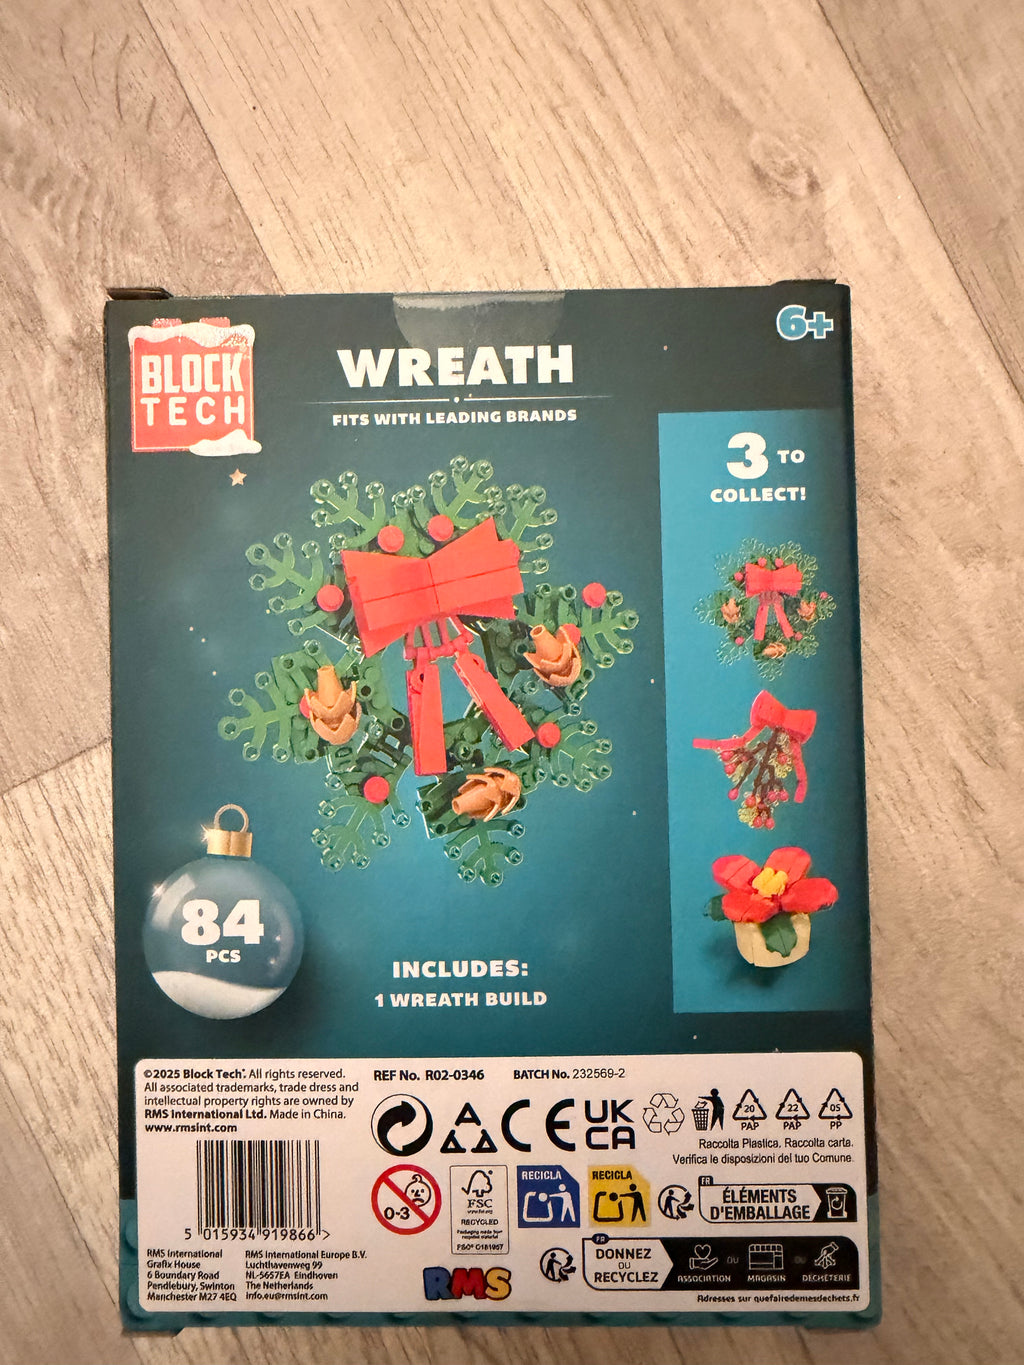 BLOCK
TECH
WREATH
FITS WITH LEADING BRANDS
6+
3 TO
COLLECT!
84
PCS
INCLUDES:
1 WREATH BUILD
©2025 Block Tech. All rights reserved.
All associated trademarks, trade dress and
intellectual property rights are owned by
RMS International Ltd. Made in China.
www.rmsint.com
REF No. R02-0346
BATCH No. 232569-2
CE
UK
CA
20
PAP
22
PAP
05
PP
Raccolta Plastica. Raccolta carta.
Verifica le disposizioni del tuo Comune.
5 015934 919866 >
RMS International
Grafix House
6 Boundary Road
Pendlebury, Swinton
Manchester M27 4EQ
RMS International Europe B.V.
Luchthavenweg 99
NL-5657EA Eindhoven
The Netherlands
info.eu@rmsint.com
0-3
FSC
RECYCLED
RECICLA
RECICLA
FR
ÉLÉMENTS
D'EMBALLAGE
FR
DONNEZ
OU
RECYCLEZ
ASSOCIATION
OU
MAGASIN
OU
DÉCHÈTERIE
Adresses sur quefairedemesdechets.fr
RMS